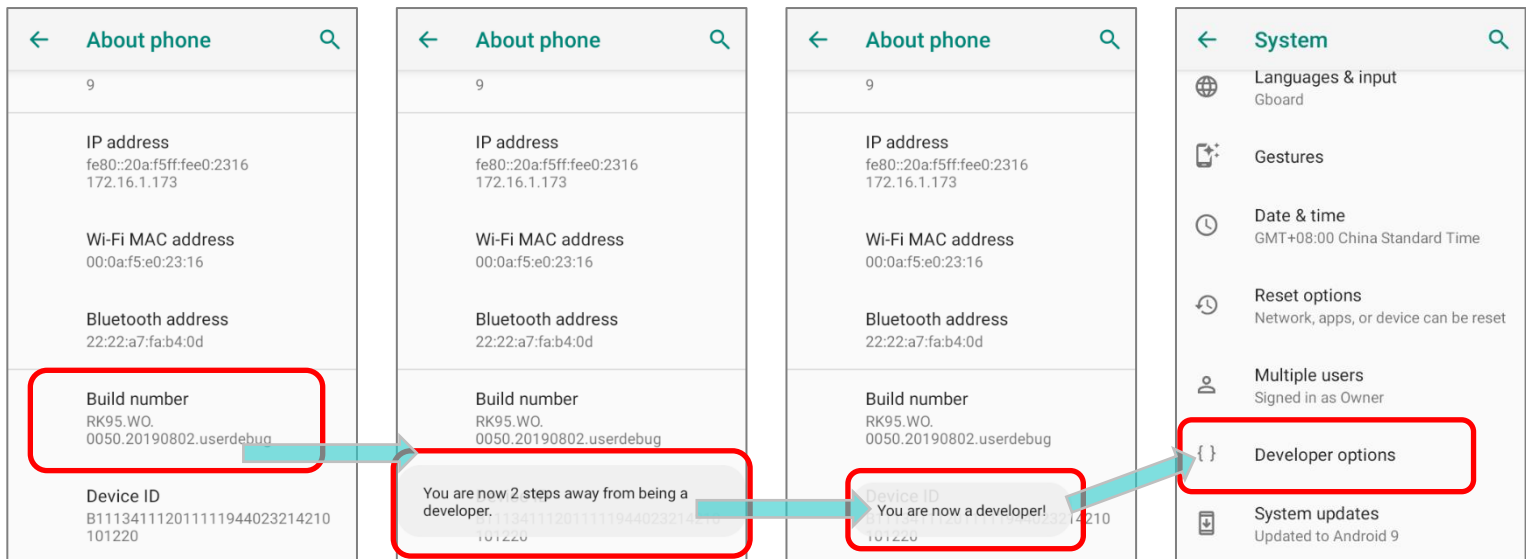 About phone
9
IP address
fe80::20a:f5ff:fee0:2316
172.16.1.173
Wi-Fi MAC address
00:0a:f5:e0:23:16
Bluetooth address
22:22:a7:fa:b4:0d
Build number
RK95.WO.
0050.20190802.userdebug
Device ID
B111341112011111944023214210
101220
About phone
9
IP address
fe80::20a:f5ff:fee0:2316
172.16.1.173
Wi-Fi MAC address
00:0a:f5:e0:23:16
Bluetooth address
22:22:a7:fa:b4:0d
Build number
RK95.WO.
0050.20190802.userdebug
You are now 2 steps away from being a
developer.
101220
About phone
9
IP address
fe80::20a:f5ff:fee0:2316
172.16.1.173
Wi-Fi MAC address
00:0a:f5:e0:23:16
Bluetooth address
22:22:a7:fa:b4:0d
Build number
RK95.WO.
0050.20190802.userdebug
Device ID
You are now a developer!
101220
System
Languages & input
Gboard
Gestures
Date & time
GMT+08:00 China Standard Time
Reset options
Network, apps, or device can be reset
Multiple users
Signed in as Owner
{ } Developer options
System updates
Updated to Android 9